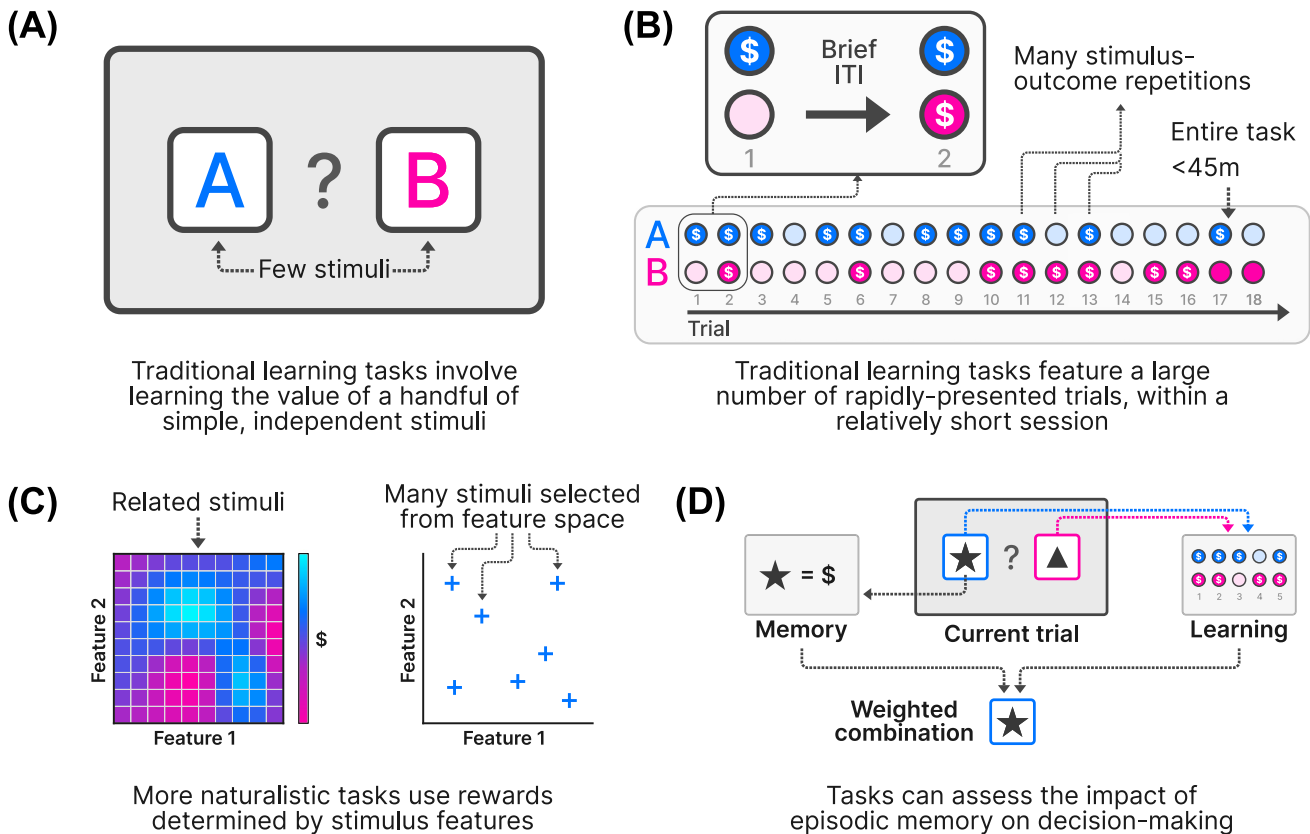 (A)
A ? B
Few stimuli
Traditional learning tasks involve
learning the value of a handful of
simple, independent stimuli
(B)
$ $
Brief
ITI
$
1 2
Many stimulus-
outcome repetitions
Entire task
<45m
A $ $ $ $ $ $ $ $ $ $ $
B $ $ $ $ $ $ $ $
1 2 3 4 5 6 7 8 9 10 11 12 13 14 15 16 17 18
Trial
Traditional learning tasks feature a large
number of rapidly-presented trials, within a
relatively short session
(C)
Related stimuli
Feature 2
$
Feature 1
Many stimuli selected
from feature space
Feature 2
Feature 1
More naturalistic tasks use rewards
determined by stimulus features
(D)
★ = $
Memory
★ ? ▲
Current trial
$ $ $ $
$ $ $ $
1 2 3 4 5
Learning
Weighted
combination
★
Tasks can assess the impact of
episodic memory on decision-making